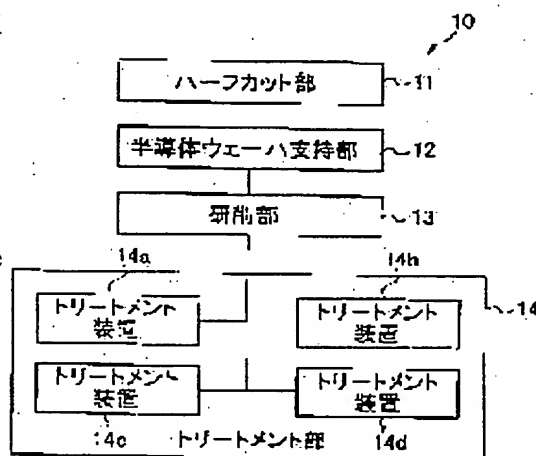 10
ハーフカット部 11
半導体ウェーハ支持部 12
研削部 13
14a 14b
トリートメント装置
トリートメント装置
14
トリートメント装置
トリートメント装置
14c トリートメント部 14d